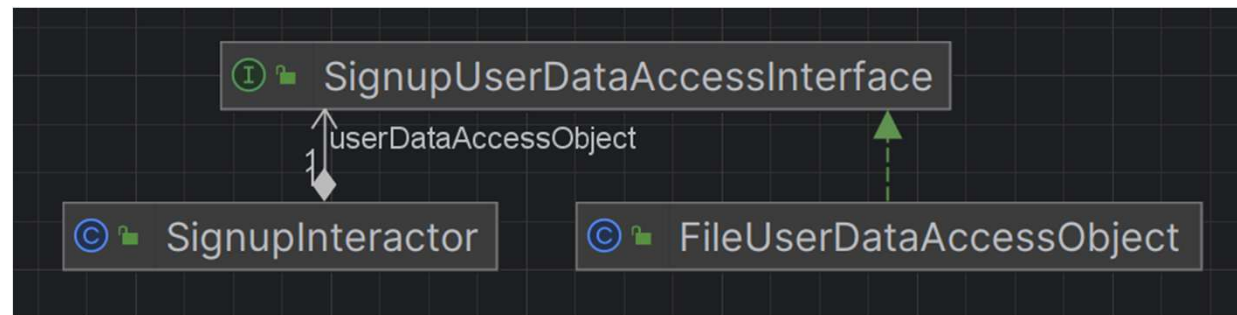 I SignupUserDataAccessInterface
userDataAccessObject
1
C SignupInteractor
C FileUserDataAccessObject